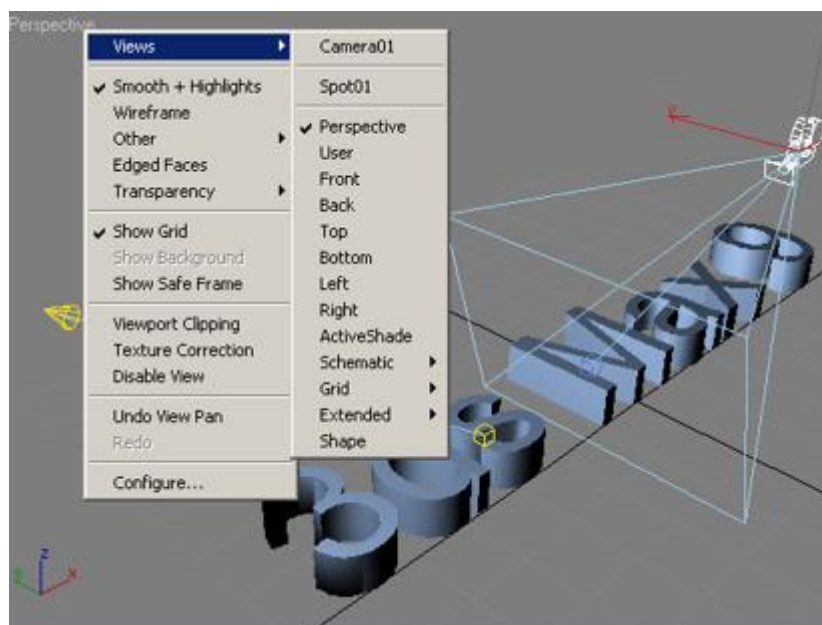 Perspective
Views
Smooth + Highlights
Wireframe
Other
Edged Faces
Transparency
Show Grid
Show Background
Show Safe Frame
Viewport Clipping
Texture Correction
Disable View
Undo View Pan
Redo
Configure...
Camera01
Spot01
Perspective
User
Front
Back
Top
Bottom
Left
Right
ActiveShade
Schematic
Grid
Extended
Shape
3DS Max 6
z
x